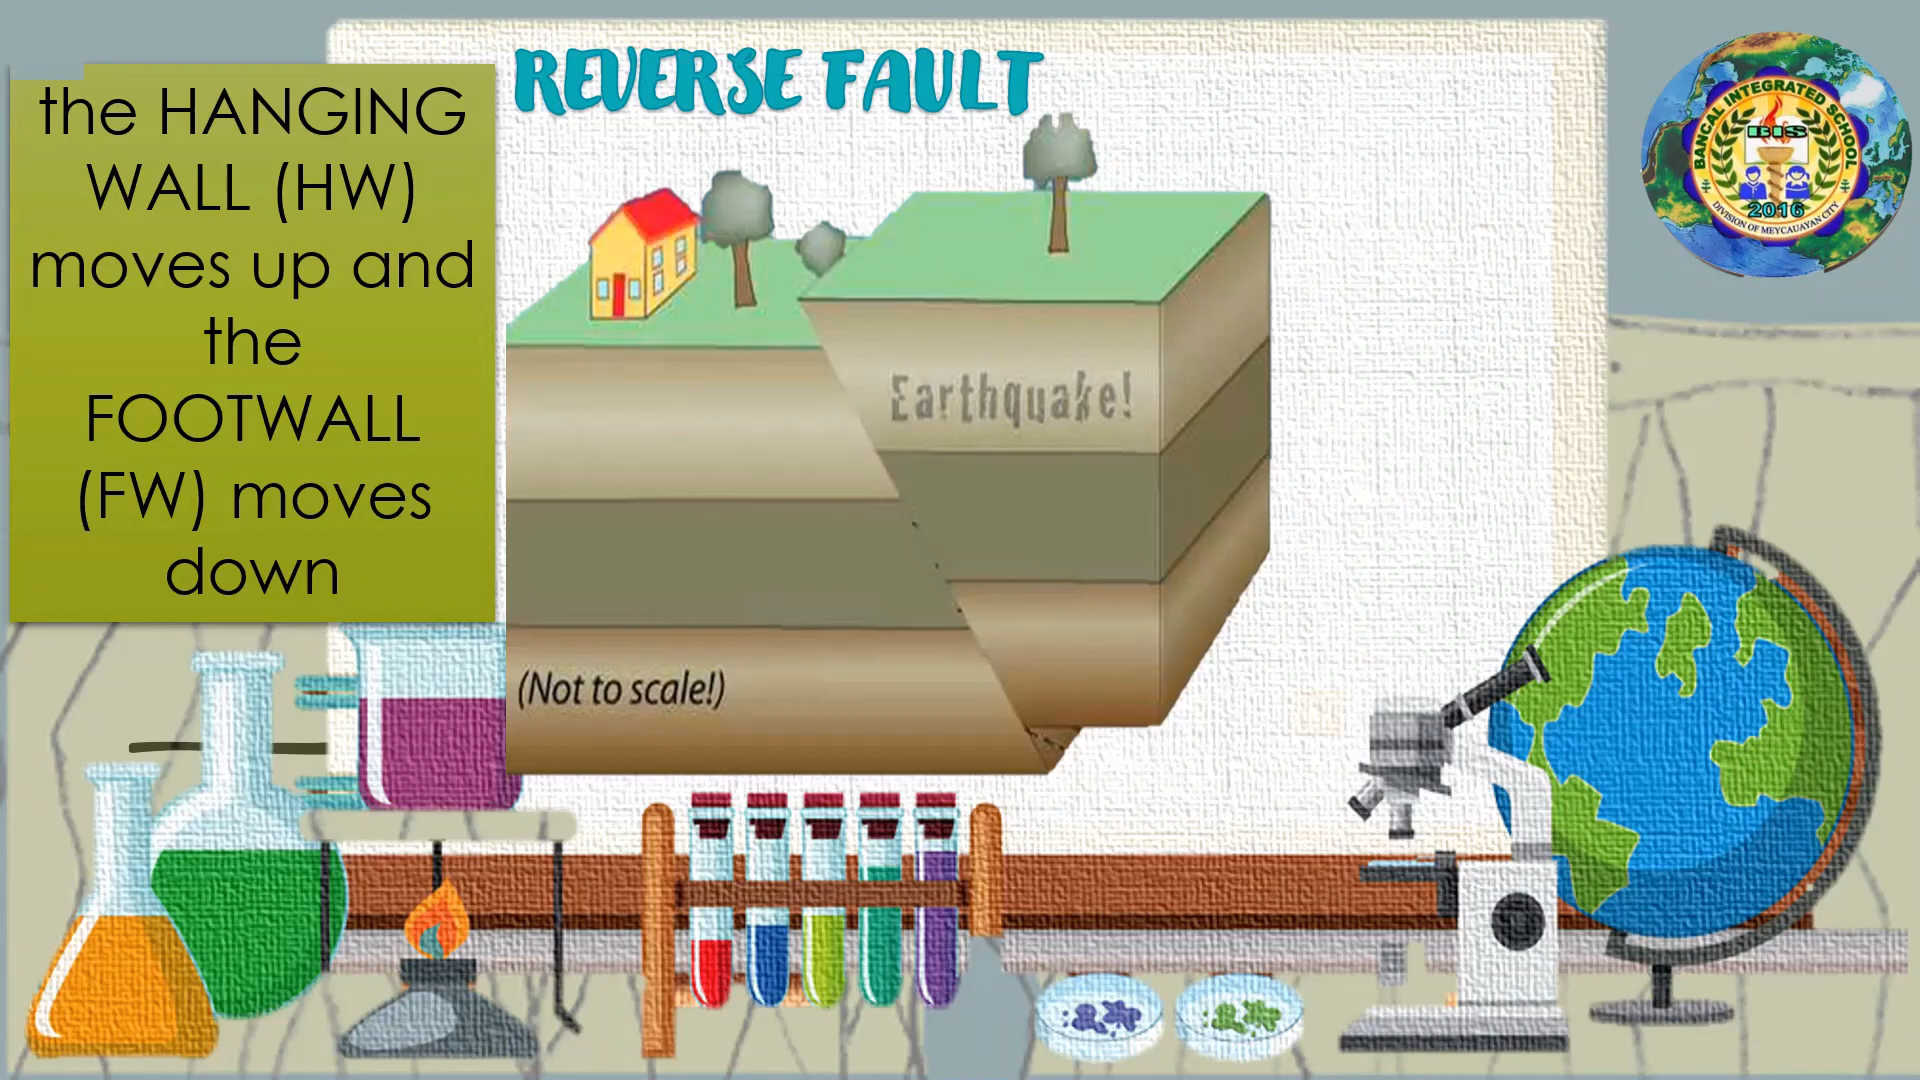 REVERSE FAULT
the HANGING
WALL (HW)
moves up and
the
FOOTWALL
(FW) moves
down
Earthquake!
(Not to scale!)
BANCAL INTEGRATED SCHOOL
BIS
2016
DIVISION OF MEYCAUAYAN CITY